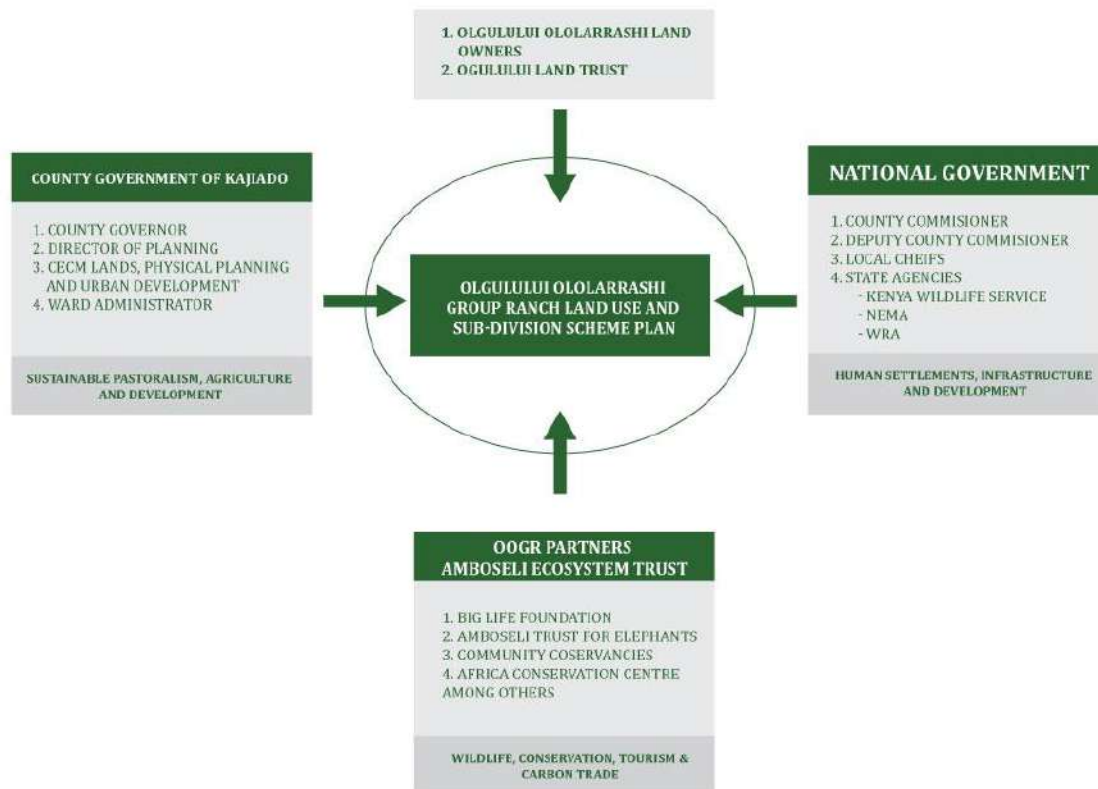 1. OLGULULUI OLOLARRASHI LAND
OWNERS
2. OGULULUI LAND TRUST
COUNTY GOVERNMENT OF KAJIADO
1. COUNTY GOVERNOR
2. DIRECTOR OF PLANNING
3. CECM LANDS, PHYSICAL PLANNING
AND URBAN DEVELOPMENT
4. WARD ADMINISTRATOR
SUSTAINABLE PASTORALISM, AGRICULTURE
AND DEVELOPMENT
OLGULULUI OLOLARRASHI
GROUP RANCH LAND USE AND
SUB-DIVISION SCHEME PLAN
NATIONAL GOVERNMENT
1. COUNTY COMMISIONER
2. DEPUTY COUNTY COMMISIONER
3. LOCAL CHEIFS
4. STATE AGENCIES
- KENYA WILDLIFE SERVICE
- NEMA
- WRA
HUMAN SETTLEMENTS, INFRASTRUCTURE
AND DEVELOPMENT
OOGR PARTNERS
AMBOSELI ECOSYSTEM TRUST
1. BIG LIFE FOUNDATION
2. AMBOSELI TRUST FOR ELEPHANTS
3. COMMUNITY COSERVANCIES
4. AFRICA CONSERVATION CENTRE
AMONG OTHERS
WILDLIFE, CONSERVATION, TOURISM &
CARBON TRADE